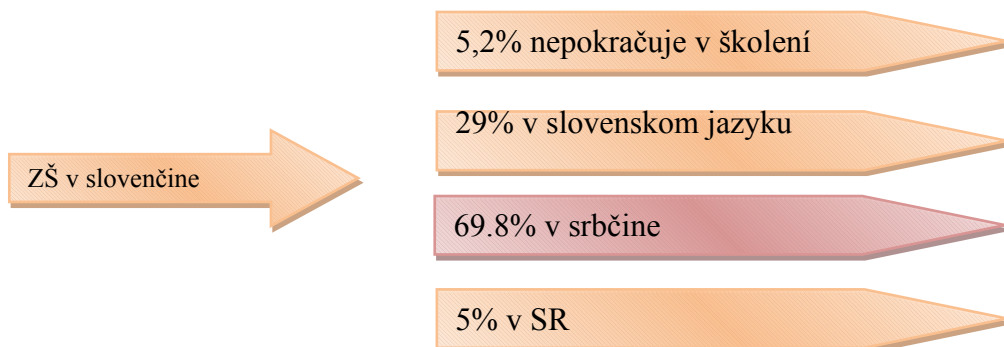 5,2% nepokračuje v školení
29% v slovenskom jazyku
ZŠ v slovenčine
69.8% v srbčine
5% v SR